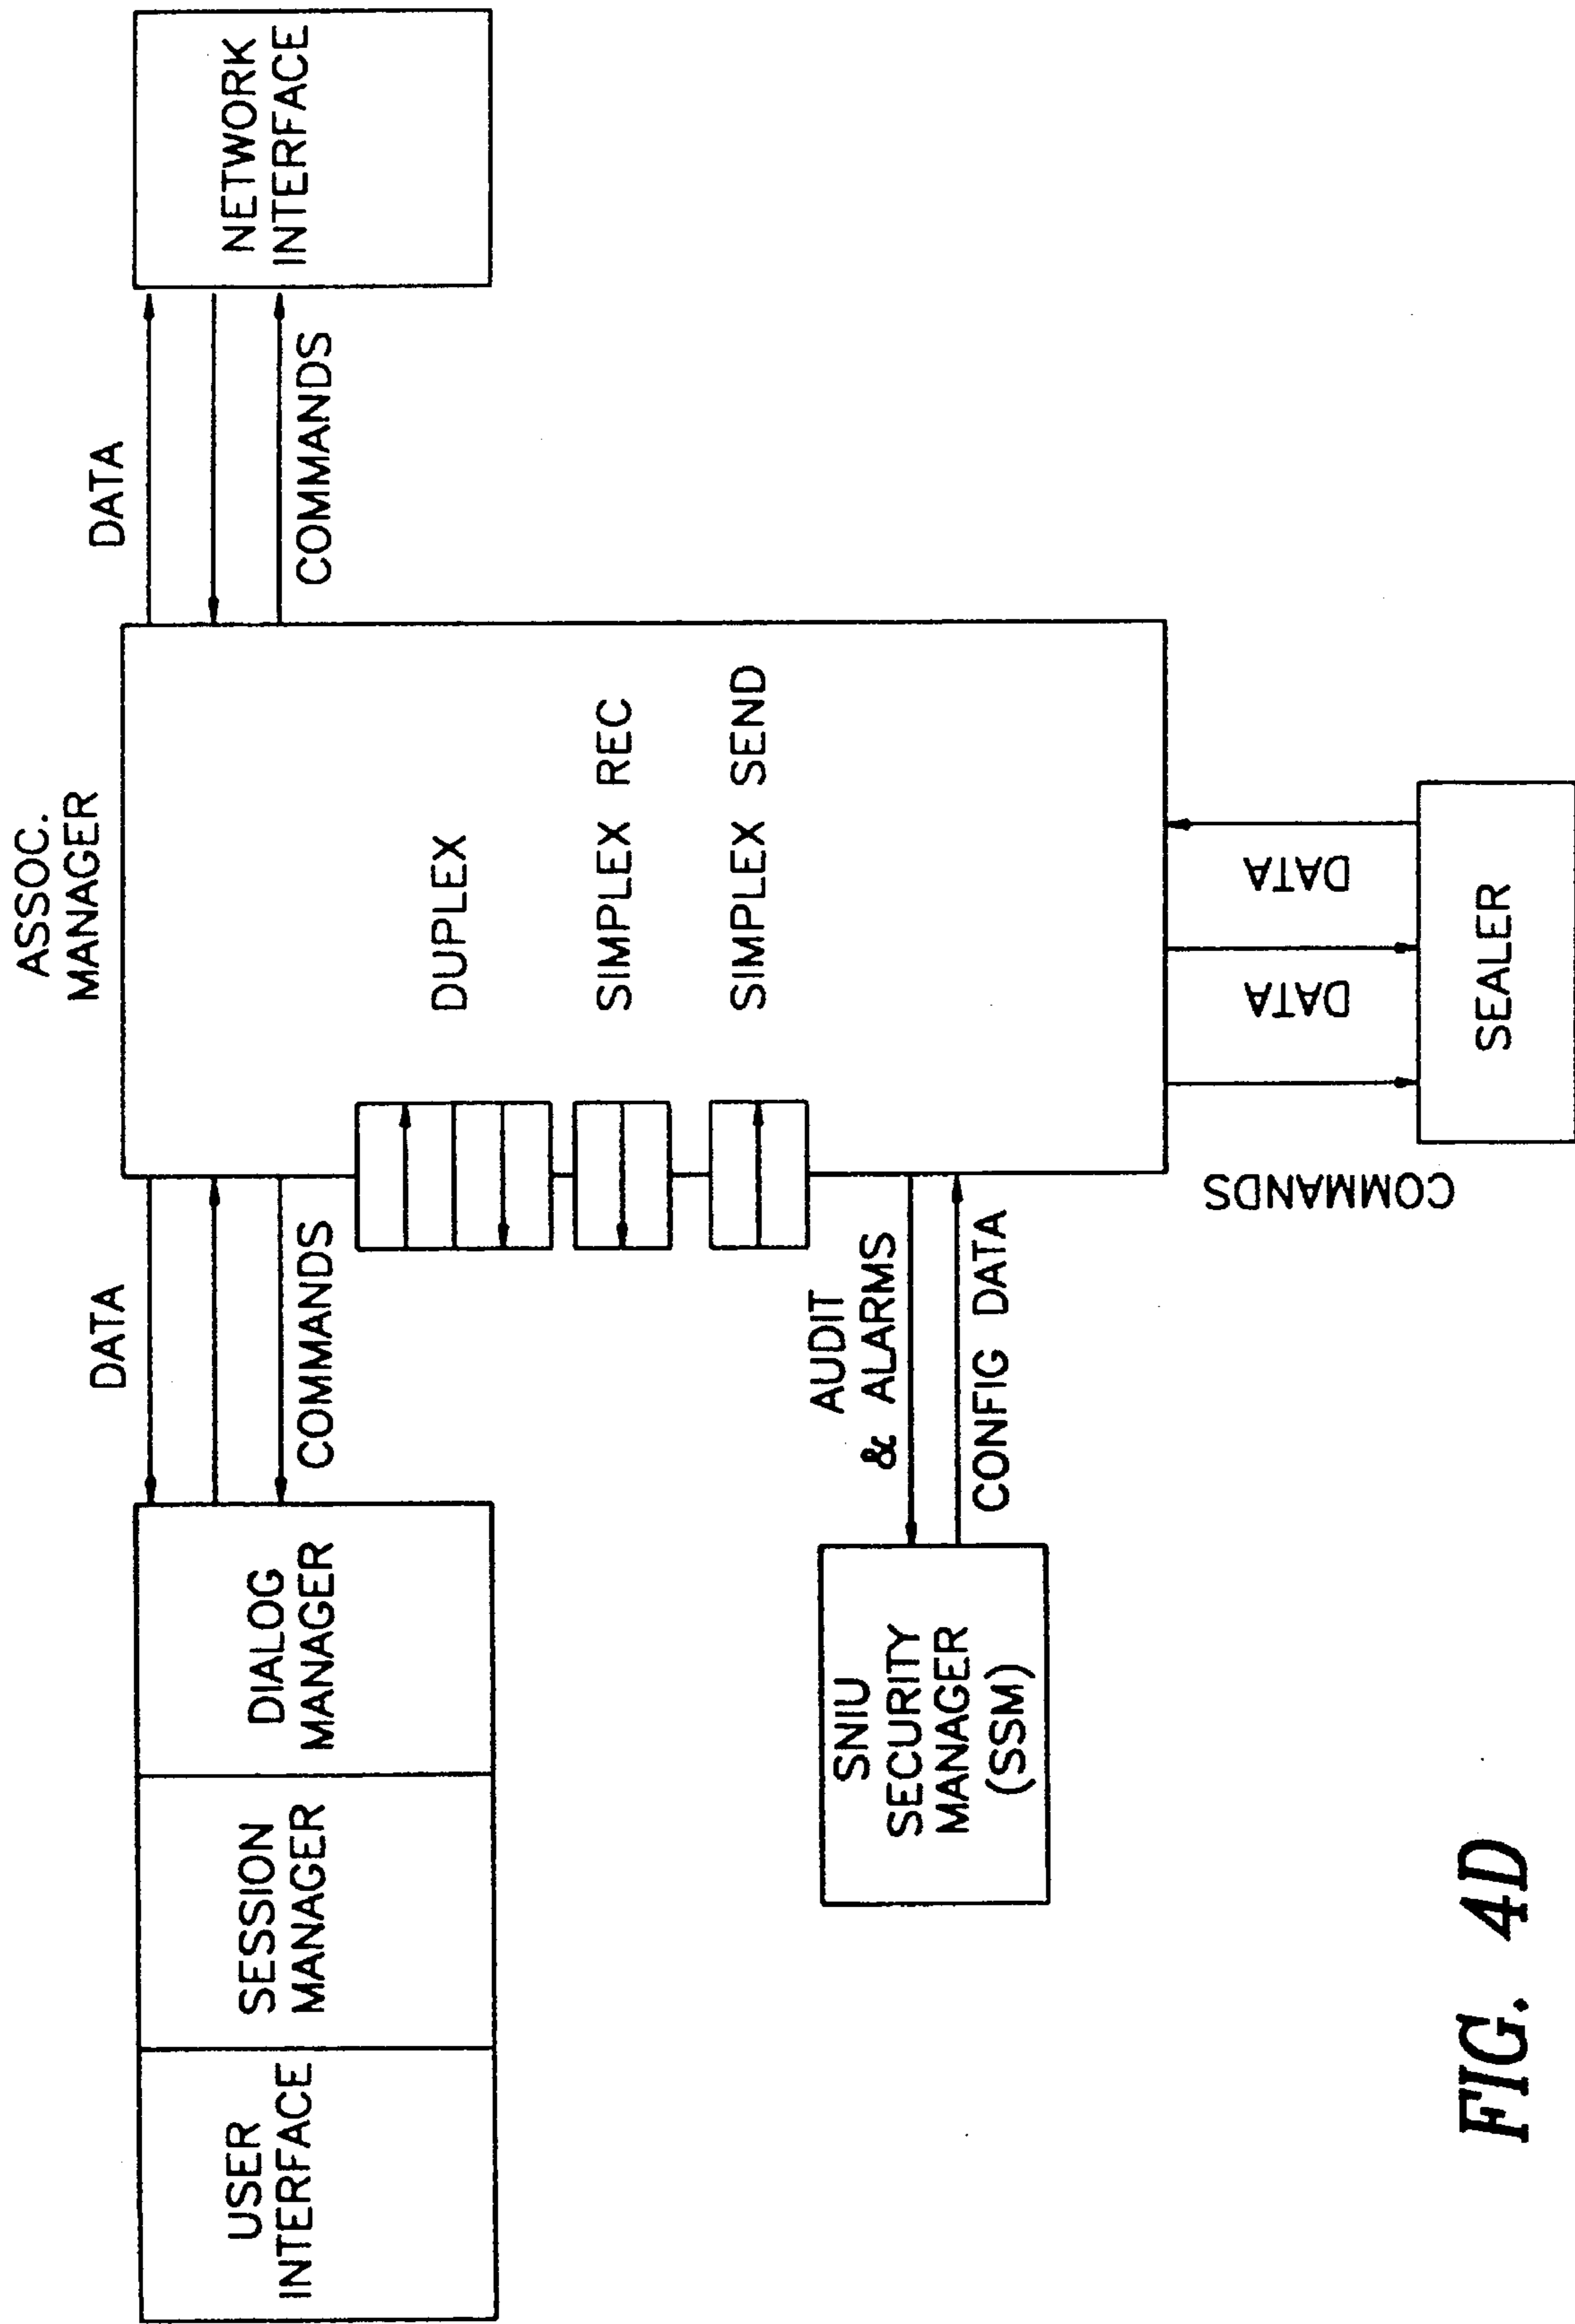 ASSOC.
MANAGER
USER
INTERFACE
SESSION
MANAGER
DIALOG
MANAGER
DATA
COMMANDS
DATA
COMMANDS
NETWORK
INTERFACE
DUPLEX
SIMPLEX REC
SIMPLEX SEND
SNIU
SECURITY
MANAGER
(SSM)
AUDIT
& ALARMS
CONFIG DATA
COMMANDS
DATA
DATA
SEALER
FIG. 4D